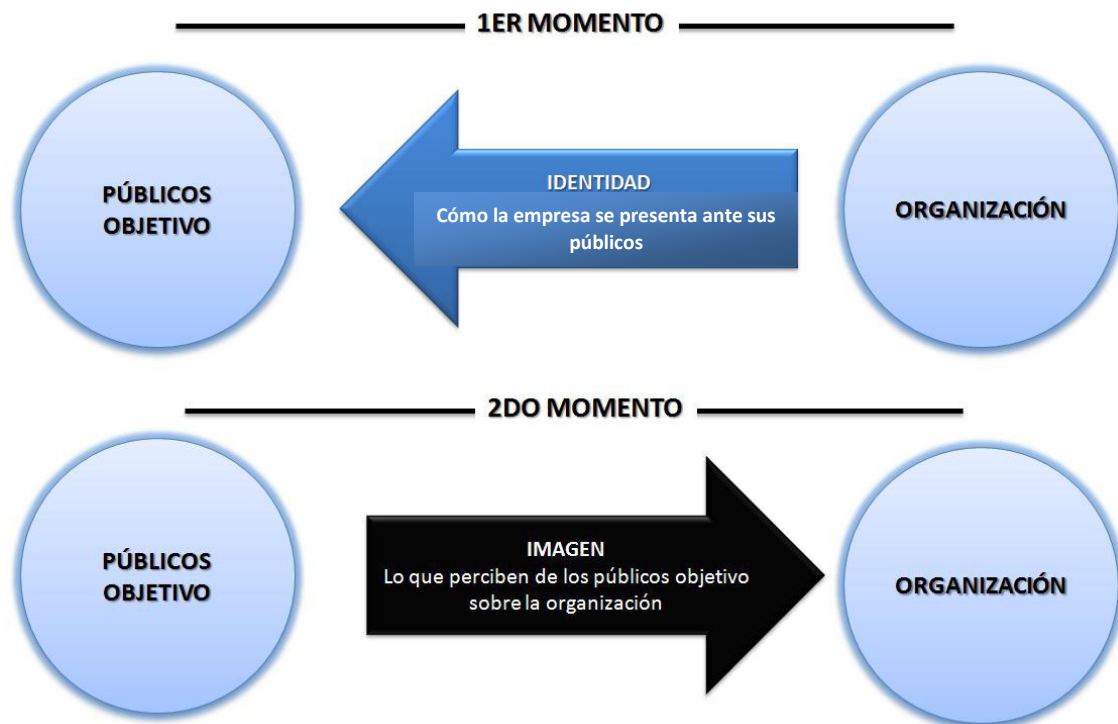 1ER MOMENTO
PÚBLICOS
OBJETIVO
IDENTIDAD
Cómo la empresa se presenta ante sus
públicos
ORGANIZACIÓN
2DO MOMENTO
PÚBLICOS
OBJETIVO
IMAGEN
Lo que perciben de los públicos objetivo
sobre la organización
ORGANIZACIÓN